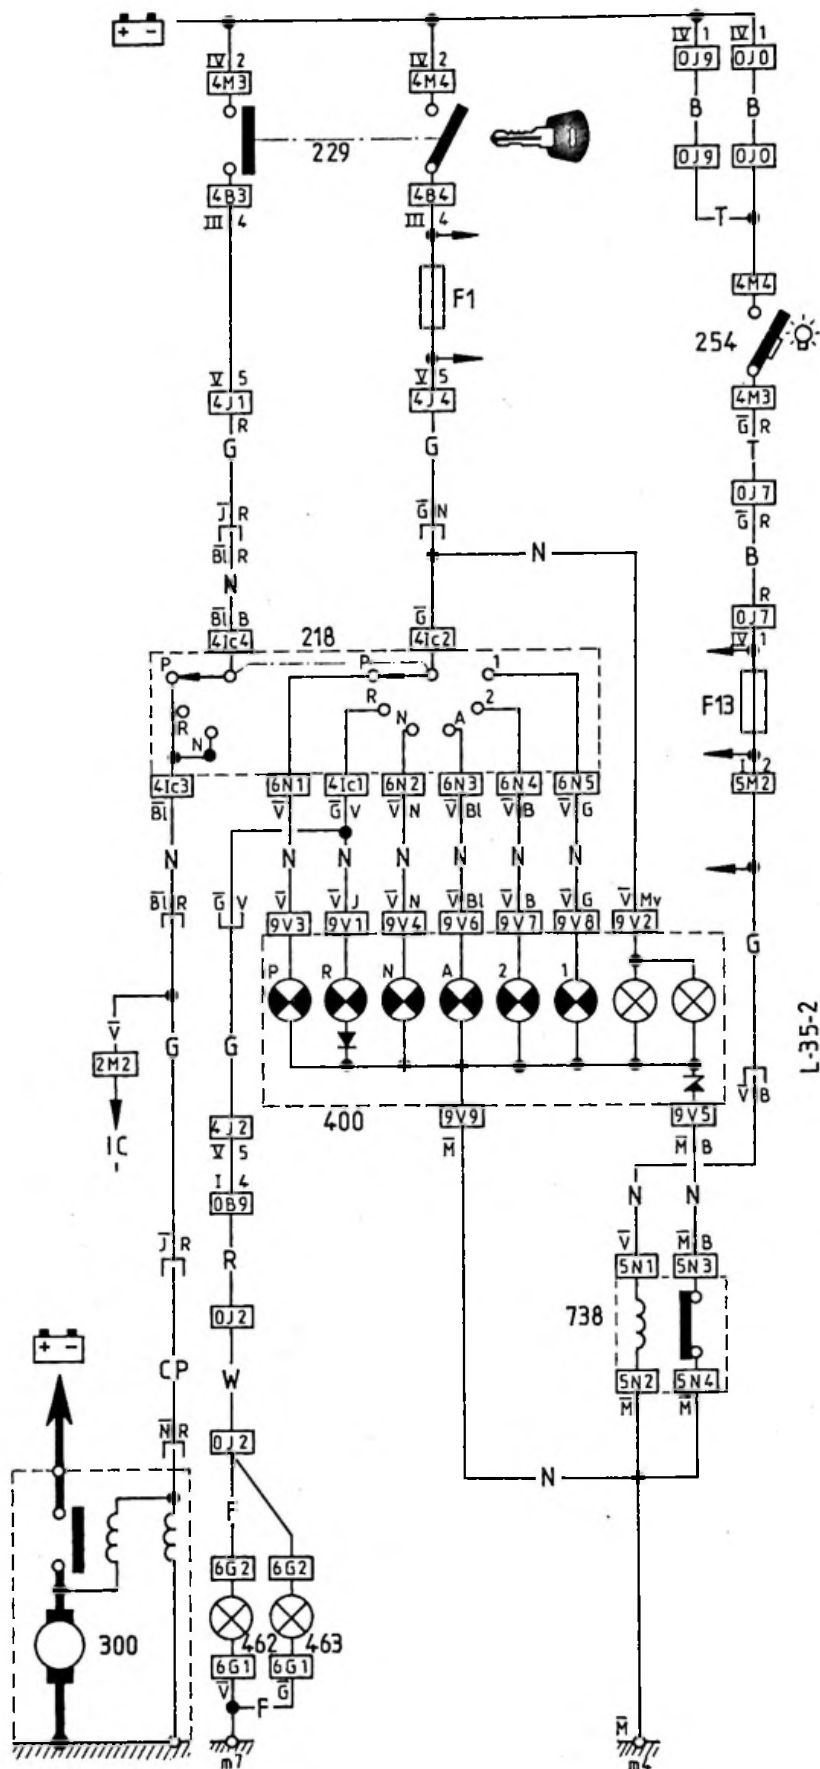 + -
IV 2 IV 2 IV 1 IV 1
4M3 4M4 0J9 0J0
B B
229
0J9 0J0
4B3 4B4
III 4 III 4
T
4M4
F1
254
V 5 V 5
4J1 4J4 4M3
R G̅ R
G G T
0J7
J̅ R G̅ N G̅ R
B̅l R N B
N R
B̅l B G̅ 0J7
4Ic4 218 4Ic2 IV 1
P P 1
R 2 F13
R N A
N I 2
4Ic3 6N1 4Ic1 6N2 6N3 6N4 6N5 5M2
B̅l V̅ G̅ V V̅ N V̅ Bl V̅ B V̅ G
N N N N N N N
B̅l R G̅ V V̅ V̅ J V̅ N V̅ Bl V̅ B V̅ G V̅ Mv
9V3 9V1 9V4 9V6 9V7 9V8 9V2
G
P R N A 2 1
V̅
G G
2M2
L-35-2
V̅ B
IC
400
4J2 9V9 9V5
V 5 M̅ M̅ B
I 4
0B9 N N
J̅ R V̅ M̅ B
R 5N1 5N3
0J2 738
+ -
CP W 5N2 5N4
M̅ M̅
N̅ R 0J2
N
F
6G2 6G2
300 462 463
6G1 6G1
V̅ G̅
F
M̅
m7 m4